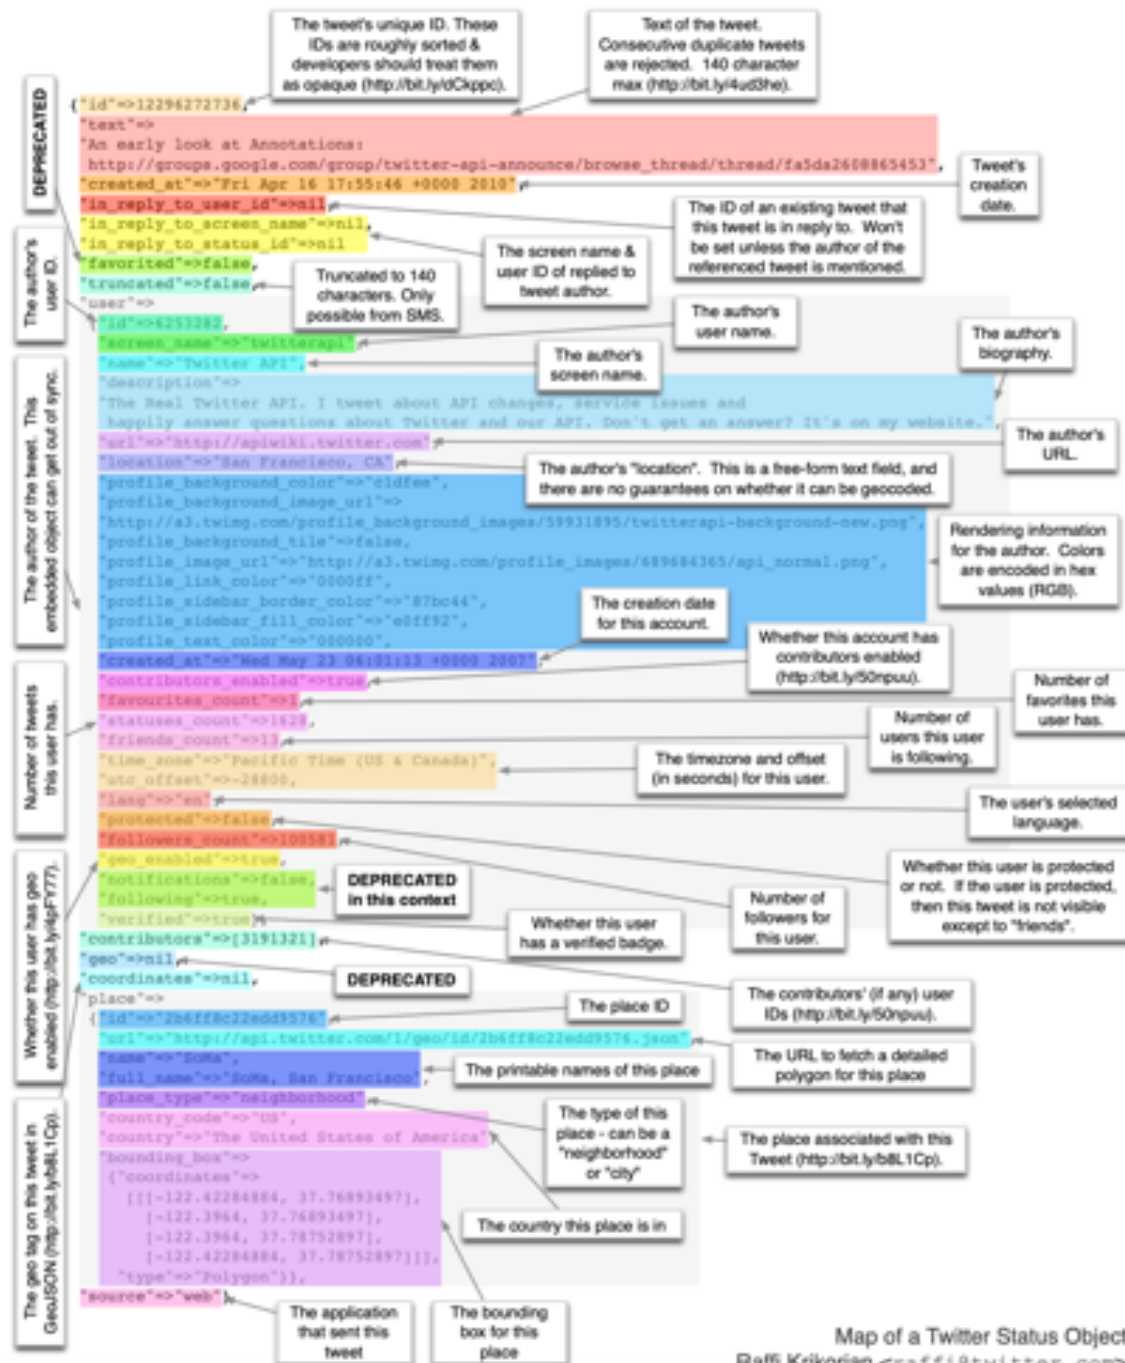 The tweet's unique ID. These
IDs are roughly sorted &
developers should treat them
as opaque (http://bit.ly/dCkppc).
Text of the tweet.
Consecutive duplicate tweets
are rejected. 140 character
max (http://bit.ly/4ud3he).
DEPRECATED
{"id"=>12296272736,
"text"=>
"An early look at Annotations:
http://groups.google.com/group/twitter-api-announce/browse_thread/thread/fa5da2608865453",
Tweet's
creation
date.
"created_at"=>"Fri Apr 16 17:55:46 +0000 2010",
"in_reply_to_user_id"=>nil,
The ID of an existing tweet that
this tweet is in reply to. Won't
be set unless the author of the
referenced tweet is mentioned.
"in_reply_to_screen_name"=>nil,
"in_reply_to_status_id"=>nil
The screen name &
user ID of replied to
tweet author.
"favorited"=>false,
"truncated"=>false,
Truncated to 140
characters. Only
possible from SMS.
The author's
user ID.
"user"=>
{"id"=>6253282,
"screen_name"=>"twitterapi",
The author's
user name.
"name"=>"Twitter API",
The author's
screen name.
The author's
biography.
"description"=>
"The Real Twitter API. I tweet about API changes, service issues and
happily answer questions about Twitter and our API. Don't get an answer? It's on my website.",
"url"=>"http://apiwiki.twitter.com",
The author's
URL.
"location"=>"San Francisco, CA",
The author's "location". This is a free-form text field, and
there are no guarantees on whether it can be geocoded.
The author of the tweet. This
embedded object can get out of sync.
"profile_background_color"=>"c1dfee",
"profile_background_image_url"=>
"http://a3.twimg.com/profile_background_images/59931895/twitterapi-background-new.png",
"profile_background_tile"=>false,
"profile_image_url"=>"http://a3.twimg.com/profile_images/689684365/api_normal.png",
"profile_link_color"=>"0000ff",
"profile_sidebar_border_color"=>"87bc44",
"profile_sidebar_fill_color"=>"e0ff92",
"profile_text_color"=>"000000",
Rendering information
for the author. Colors
are encoded in hex
values (RGB).
The creation date
for this account.
"created_at"=>"Wed May 23 06:01:13 +0000 2007",
Whether this account has
contributors enabled
(http://bit.ly/50npuu).
"contributors_enabled"=>true,
"favourites_count"=>1,
Number of
favorites this
user has.
"statuses_count"=>1628,
Number of tweets
this user has.
"friends_count"=>13,
Number of
users this user
is following.
"time_zone"=>"Pacific Time (US & Canada)",
"utc_offset"=>-28800,
The timezone and offset
(in seconds) for this user.
"lang"=>"en",
The user's selected
language.
"protected"=>false,
Whether this user is protected
or not. If the user is protected,
then this tweet is not visible
except to "friends".
"followers_count"=>100581,
Number of
followers for
this user.
"geo_enabled"=>true,
Whether this user has geo
enabled (http://bit.ly/4pFY77).
"notifications"=>false,
"following"=>true,
DEPRECATED
in this context
"verified"=>true},
Whether this user
has a verified badge.
"contributors"=>[3191321],
The contributors' (if any) user
IDs (http://bit.ly/50npuu).
"geo"=>nil,
DEPRECATED
"coordinates"=>nil,
The geo tag on this tweet in
GeoJSON (http://bit.ly/b8L1Cp).
"place"=>
{"id"=>"2b6ff8c22edd9576",
The place ID
"url"=>"http://api.twitter.com/1/geo/id/2b6ff8c22edd9576.json",
The URL to fetch a detailed
polygon for this place
"name"=>"SoMa",
"full_name"=>"SoMa, San Francisco",
The printable names of this place
"place_type"=>"neighborhood",
The type of this
place - can be a
"neighborhood"
or "city"
"country_code"=>"US",
"country"=>"The United States of America",
The country this place is in
The place associated with this
Tweet (http://bit.ly/b8L1Cp).
"bounding_box"=>
{"coordinates"=>
[[[-122.42284884, 37.76893497],
[-122.3964, 37.76893497],
[-122.3964, 37.78752897],
[-122.42284884, 37.78752897]]],
"type"=>"Polygon"}},
The bounding
box for this
place
"source"=>"web"}
The application
that sent this
tweet
Map of a Twitter Status Object
Raffi Krikorian <raffi@twitter.com>